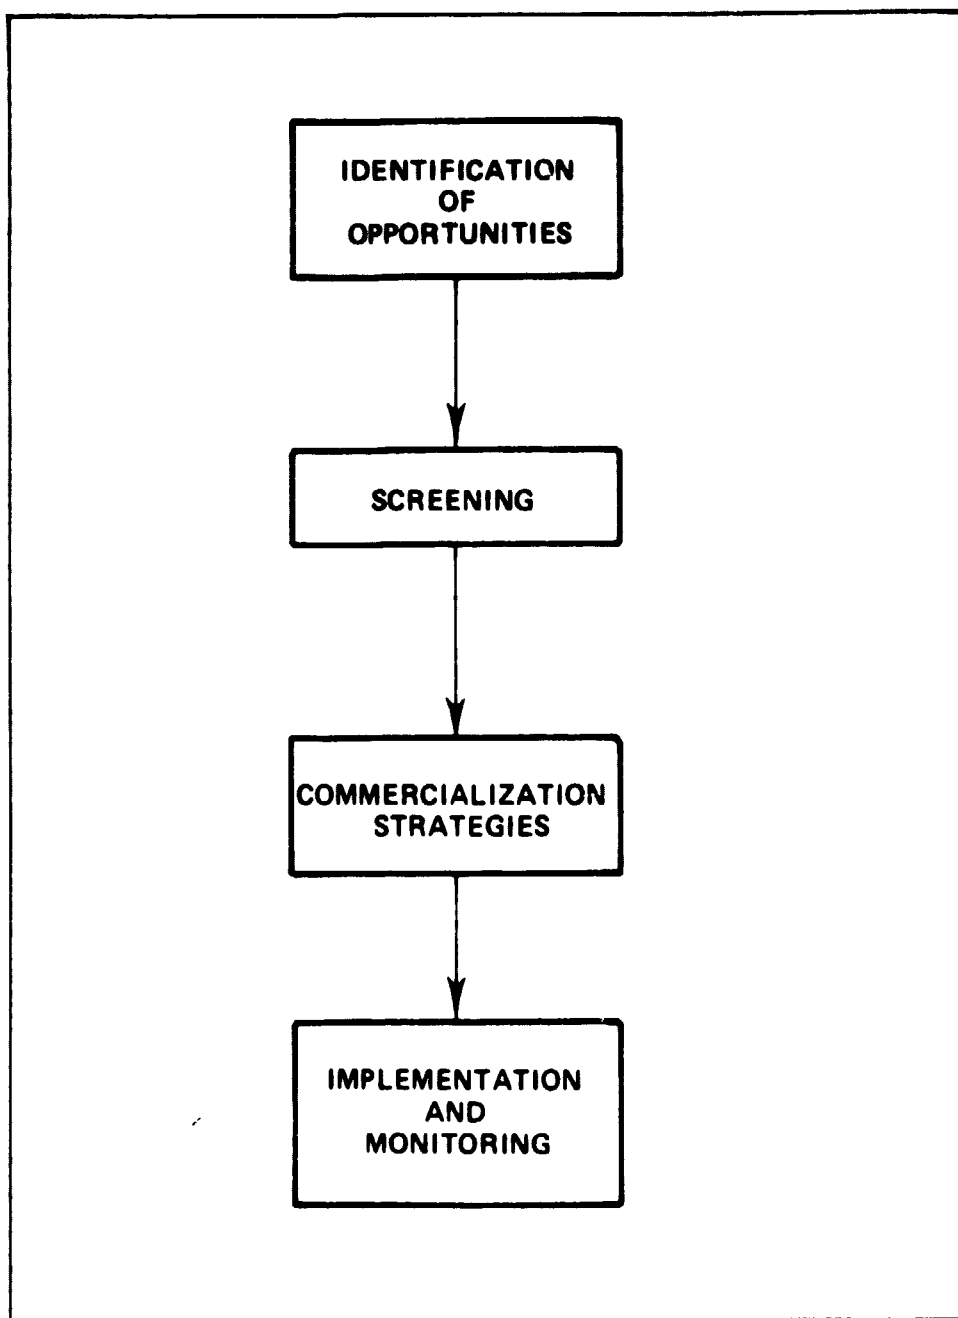 IDENTIFICATION
OF
OPPORTUNITIES
SCREENING
COMMERCIALIZATION
STRATEGIES
IMPLEMENTATION
AND
MONITORING